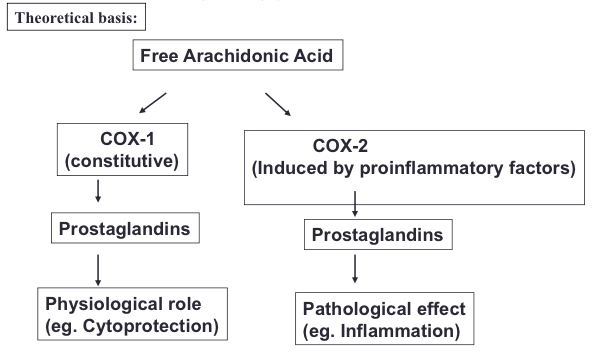 Theoretical basis:
Free Arachidonic Acid
COX-1
(constitutive)
COX-2
(Induced by proinflammatory factors)
Prostaglandins
Prostaglandins
Physiological role
(eg. Cytoprotection)
Pathological effect
(eg. Inflammation)